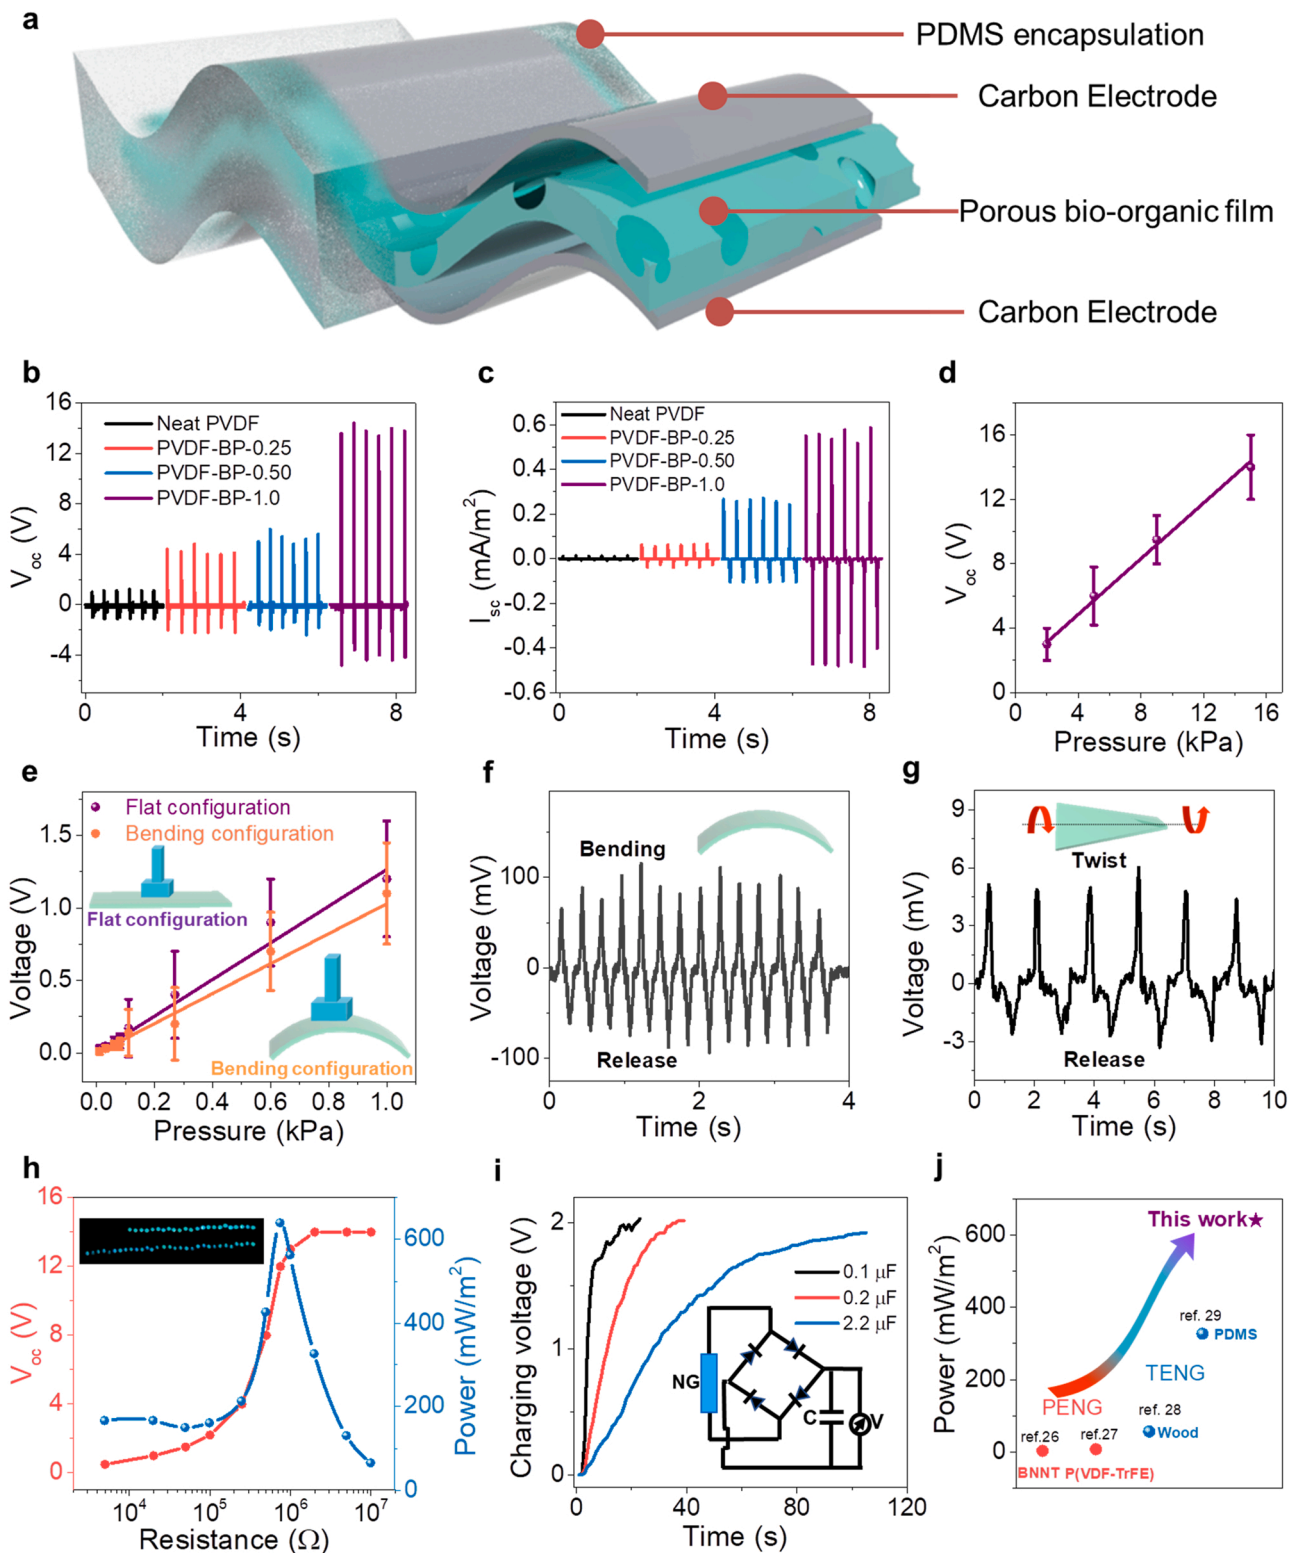 a
PDMS encapsulation
Carbon Electrode
Porous bio-organic film
Carbon Electrode
b
16
12
8
4
0
-4
Voc (V)
Neat PVDF
PVDF-BP-0.25
PVDF-BP-0.50
PVDF-BP-1.0
0 4 8
Time (s)
c
0.6
0.4
0.2
0.0
-0.2
-0.4
-0.6
Isc (mA/m²)
Neat PVDF
PVDF-BP-0.25
PVDF-BP-0.50
PVDF-BP-1.0
0 4 8
Time (s)
d
16
12
8
4
0
Voc (V)
0 4 8 12 16
Pressure (kPa)
e
1.5
1.0
0.5
0.0
Voltage (V)
Flat configuration
Bending configuration
Flat configuration
Bending configuration
0.0 0.2 0.4 0.6 0.8 1.0
Pressure (kPa)
f
100
0
-100
Voltage (mV)
Bending
Release
0 2 4
Time (s)
g
9
6
3
0
-3
Voltage (mV)
Twist
Release
0 2 4 6 8 10
Time (s)
h
16
12
8
4
0
Voc (V)
600
400
200
0
Power (mW/m²)
10⁴ 10⁵ 10⁶ 10⁷
Resistance (Ω)
i
2
1
0
Charging voltage (V)
0.1 μF
0.2 μF
2.2 μF
NG
C
V
0 40 80 120
Time (s)
j
600
400
200
0
Power (mW/m²)
This work★
ref. 29
PDMS
TENG
PENG
ref. 28
Wood
ref.26
ref.27
BNNT
P(VDF-TrFE)